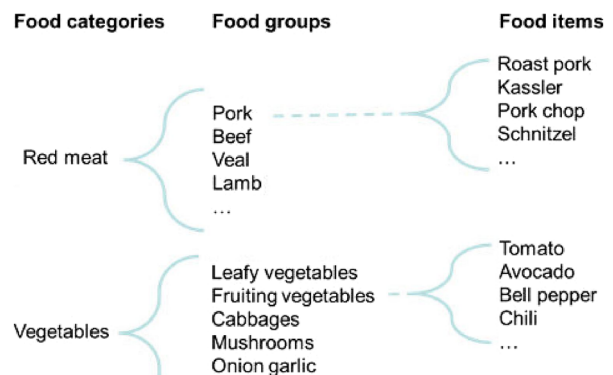 Food categories Food groups Food items
Roast pork
Kassler
Pork chop
Schnitzel
…
Pork
Beef
Veal
Lamb
…
Red meat
Tomato
Avocado
Bell pepper
Chili
…
Leafy vegetables
Fruiting vegetables
Cabbages
Mushrooms
Onion garlic
Vegetables